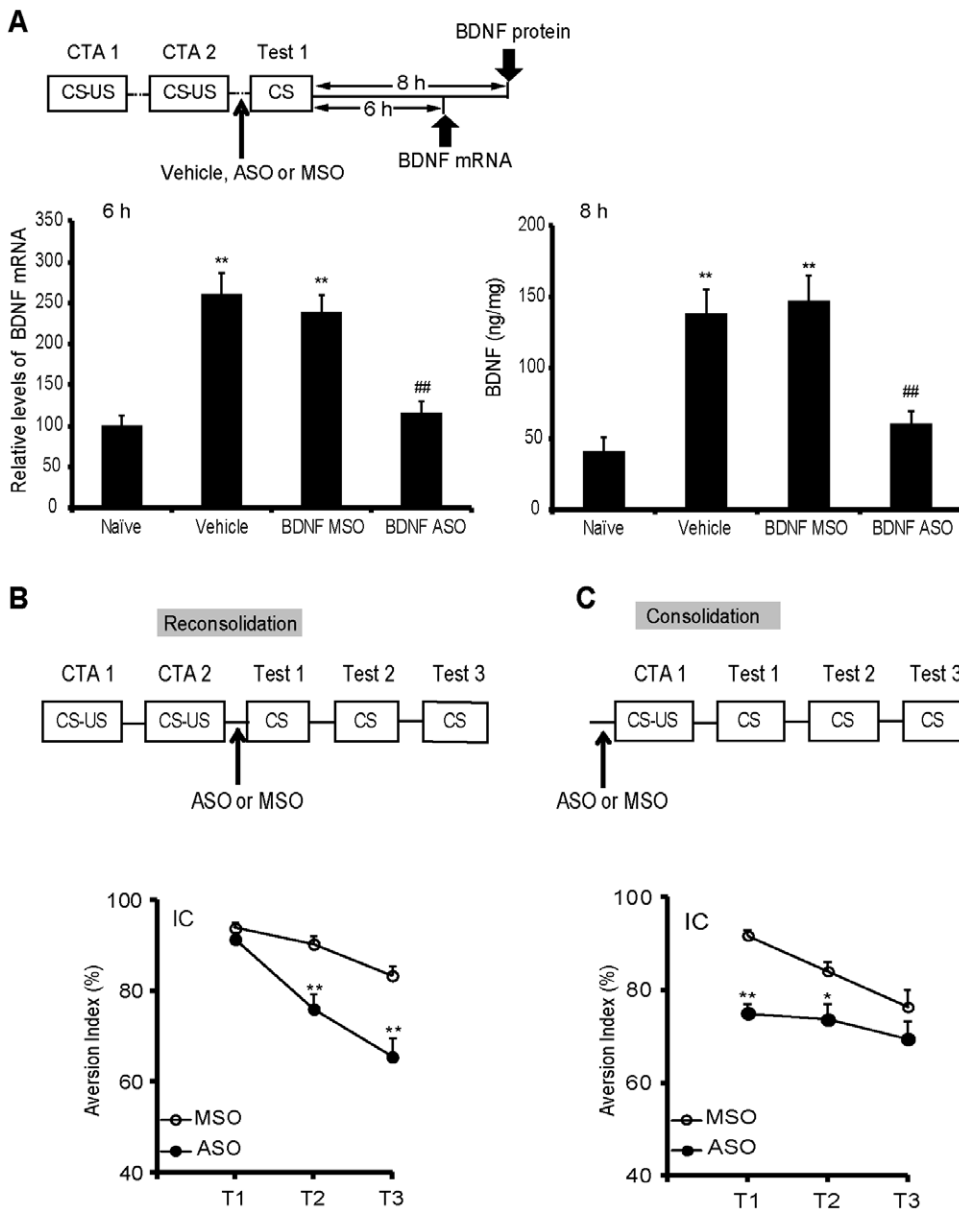 A
BDNF protein
CTA 1 CTA 2 Test 1
CS-US CS-US CS
8 h
6 h
BDNF mRNA
Vehicle, ASO or MSO
6 h
Relative levels of BDNF mRNA
350
300
250
200
150
100
50
0
** ** ##
Naïve Vehicle BDNF MSO BDNF ASO
8 h
BDNF (ng/mg)
200
150
100
50
0
** ** ##
Naïve Vehicle BDNF MSO BDNF ASO
B
Reconsolidation
CTA 1 CTA 2 Test 1 Test 2 Test 3
CS-US CS-US CS CS CS
ASO or MSO
IC
Aversion Index (%)
100
80
60
40
**
**
MSO
ASO
T1 T2 T3
C
Consolidation
CTA 1 Test 1 Test 2 Test 3
CS-US CS CS CS
ASO or MSO
IC
Aversion Index (%)
100
80
60
40
** *
MSO
ASO
T1 T2 T3